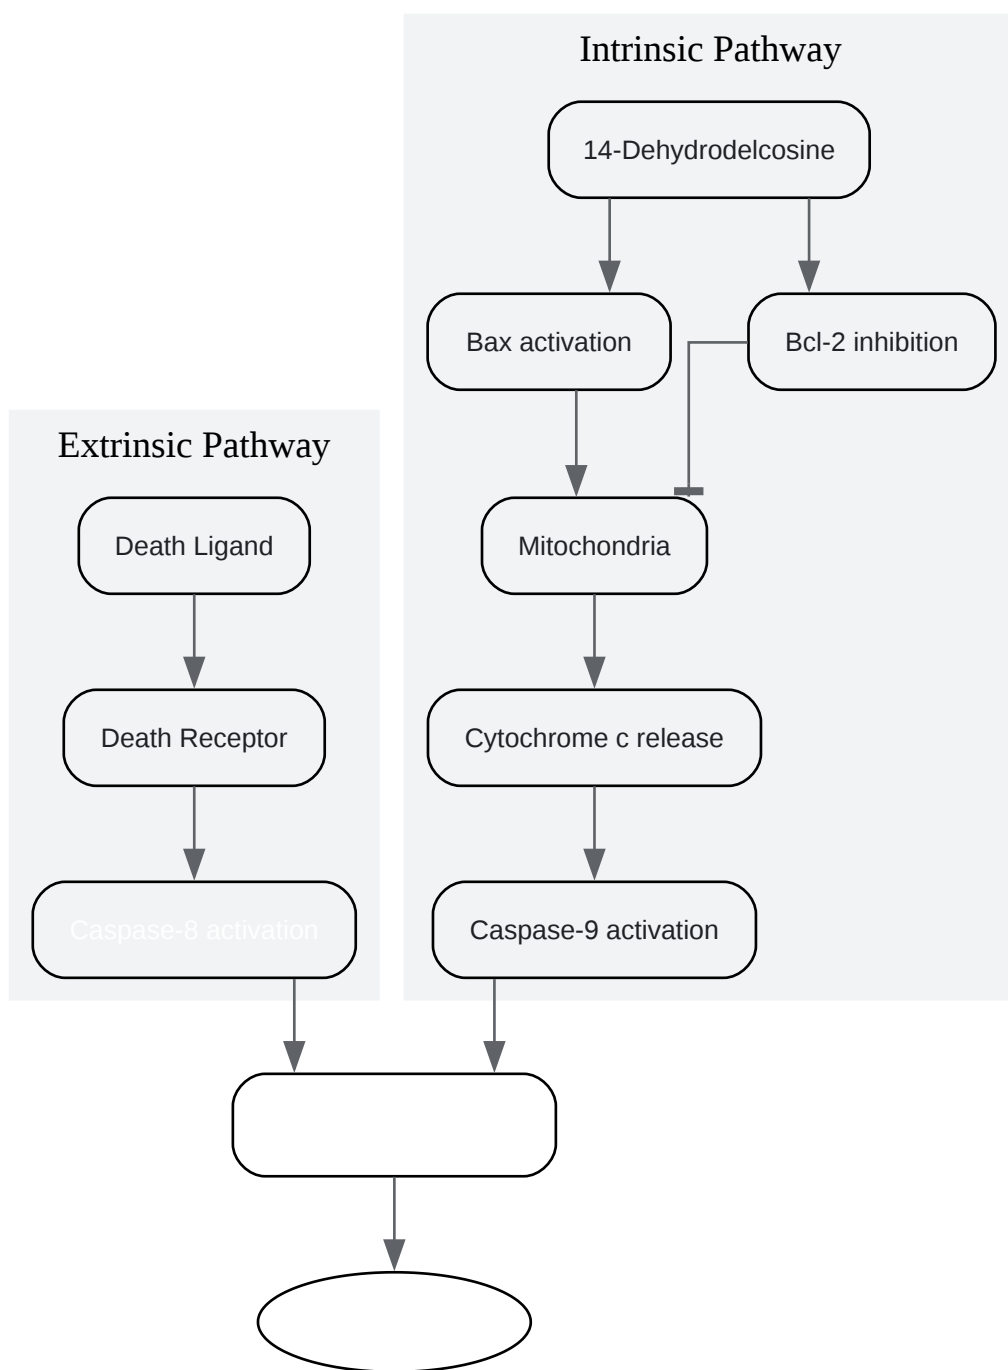 Intrinsic Pathway
14-Dehydrodelcosine
Bax activation
Bcl-2 inhibition
Extrinsic Pathway
Death Ligand
Mitochondria
Death Receptor
Cytochrome c release
Caspase-8 activation
Caspase-9 activation